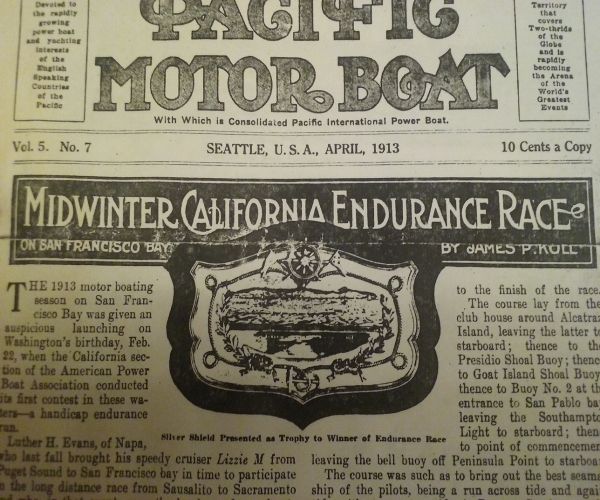 Devoted to
the rapidly
growing
power boat
and yachting
interests
of the
English
Speaking
Countries
of the
Pacific
PACIFIC
MOTOR BOAT
With Which is Consolidated Pacific International Power Boat.
Territory
that
covers
Two-thirds
of the
Globe
and is
rapidly
becoming
the Arena
of the
World's
Greatest
Events
Vol. 5. No. 7
SEATTLE, U. S. A., APRIL, 1913
10 Cents a Copy
MIDWINTER CALIFORNIA ENDURANCE RACE
ON SAN FRANCISCO BAY
BY JAMES P. KOLL
THE 1913 motor boating
season on San Fran-
cisco Bay was given an
auspicious launching on
Washington's birthday, Feb.
22, when the California sec-
tion of the American Power
Boat Association conducted
its first contest in these wa-
ters—a handicap endurance
run.
Luther H. Evans, of Napa,
who last fall brought his speedy cruiser Lizzie M from
Puget Sound to San Francisco bay in time to participate
in the long distance race from Sausalito to Sacramento
Silver Shield Presented as Trophy to Winner of Endurance Race
to the finish of the race.
The course lay from the
club house around Alcatraz
Island, leaving the latter to
starboard; thence to the
Presidio Shoal Buoy; thence
to Goat Island Shoal Buoy
thence to Buoy No. 2 at the
entrance to San Pablo bay
leaving the Southampto
Light to starboard; then
to point of commencemen
leaving the bell buoy off Peninsula Point to starboa
The course was such as to bring out the best seama
ship of the pilots, being a run across tide and again